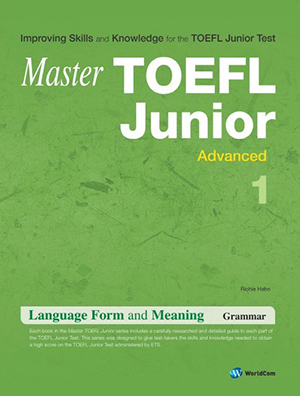 Improving Skills and Knowledge for the TOEFL Junior Test
Master TOEFL
Junior
Advanced
1
Richie Hahn
Language Form and Meaning Grammar
Each book in the Master TOEFL Junior series includes a carefully researched and detailed guide to each part of
the TOEFL Junior Test. This series was designed to give test-takers the skills and knowledge needed to obtain
a high score on the TOEFL Junior Test administered by ETS.
W WorldCom